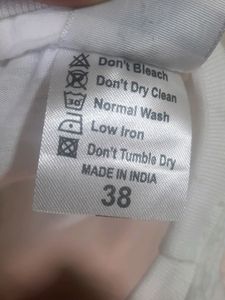 Don't Bleach
Don't Dry Clean
Normal Wash
Low Iron
Don't Tumble Dry
MADE IN INDIA
38